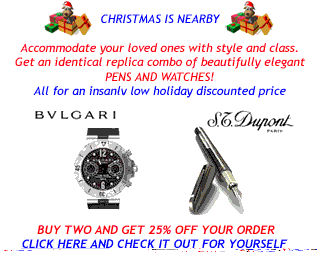 CHRISTMAS IS NEARBY
Accommodate your loved ones with style and class.
Get an identical replica combo of beautifully elegant
PENS AND WATCHES!
All for an insanly low holiday discounted price
BVLGARI
S.T. Dupont
PARIS
BUY TWO AND GET 25% OFF YOUR ORDER
CLICK HERE AND CHECK IT OUT FOR YOURSELF